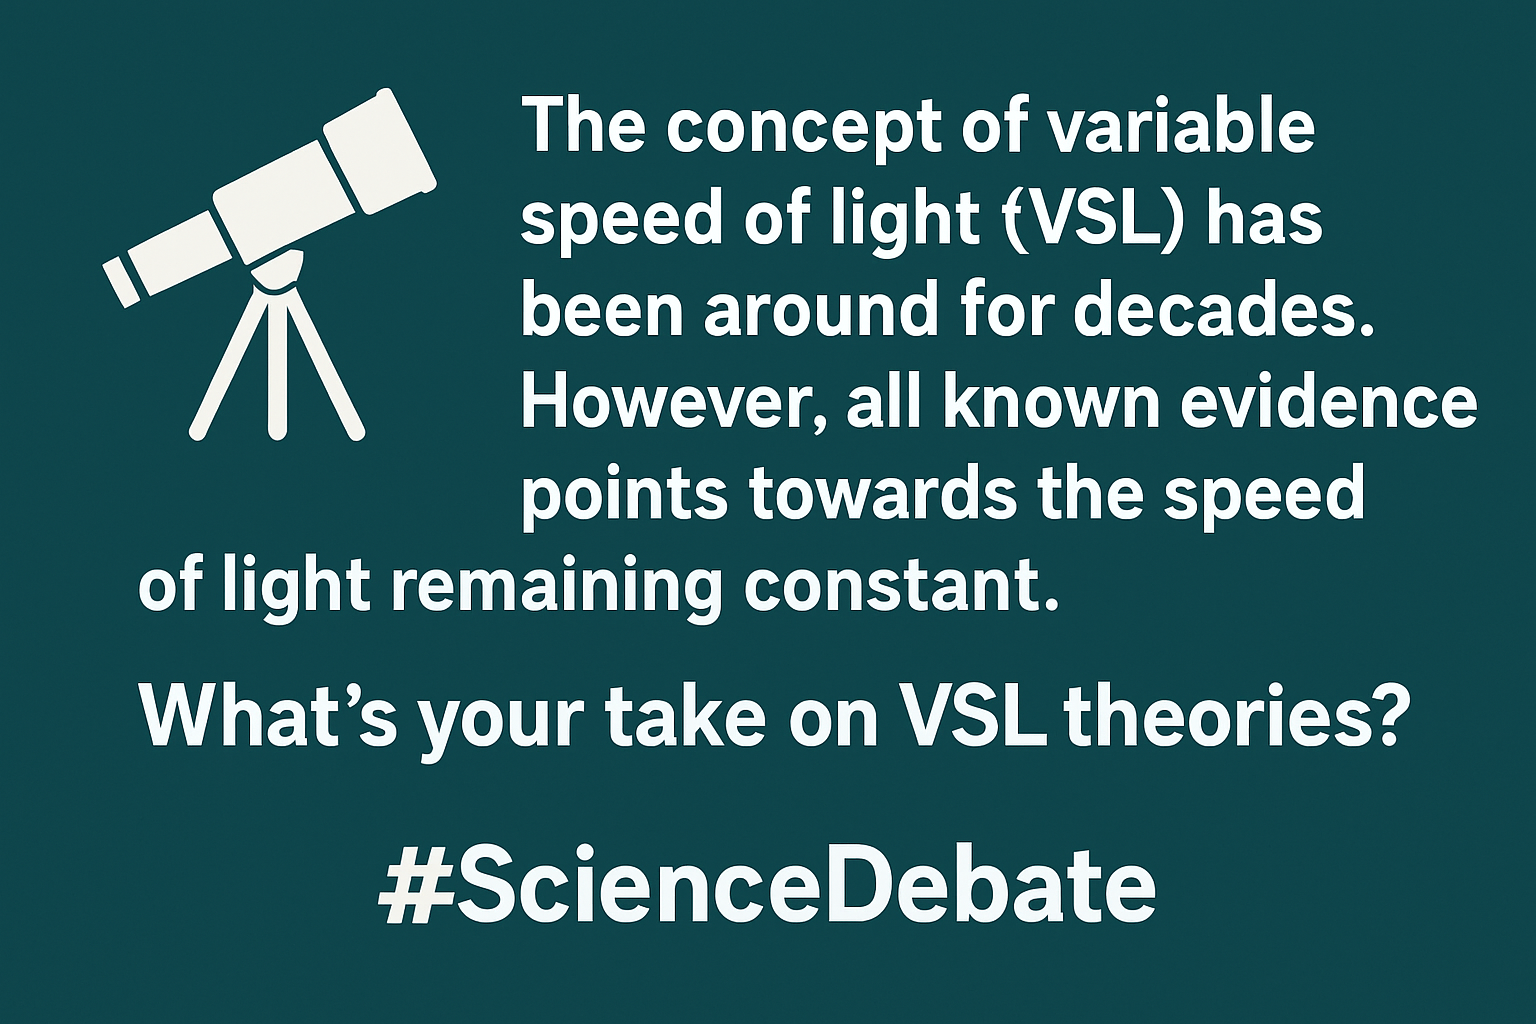 The concept of variable
speed of light (VSL) has
been around for decades.
However, all known evidence
points towards the speed
of light remaining constant.
What’s your take on VSL theories?
#ScienceDebate